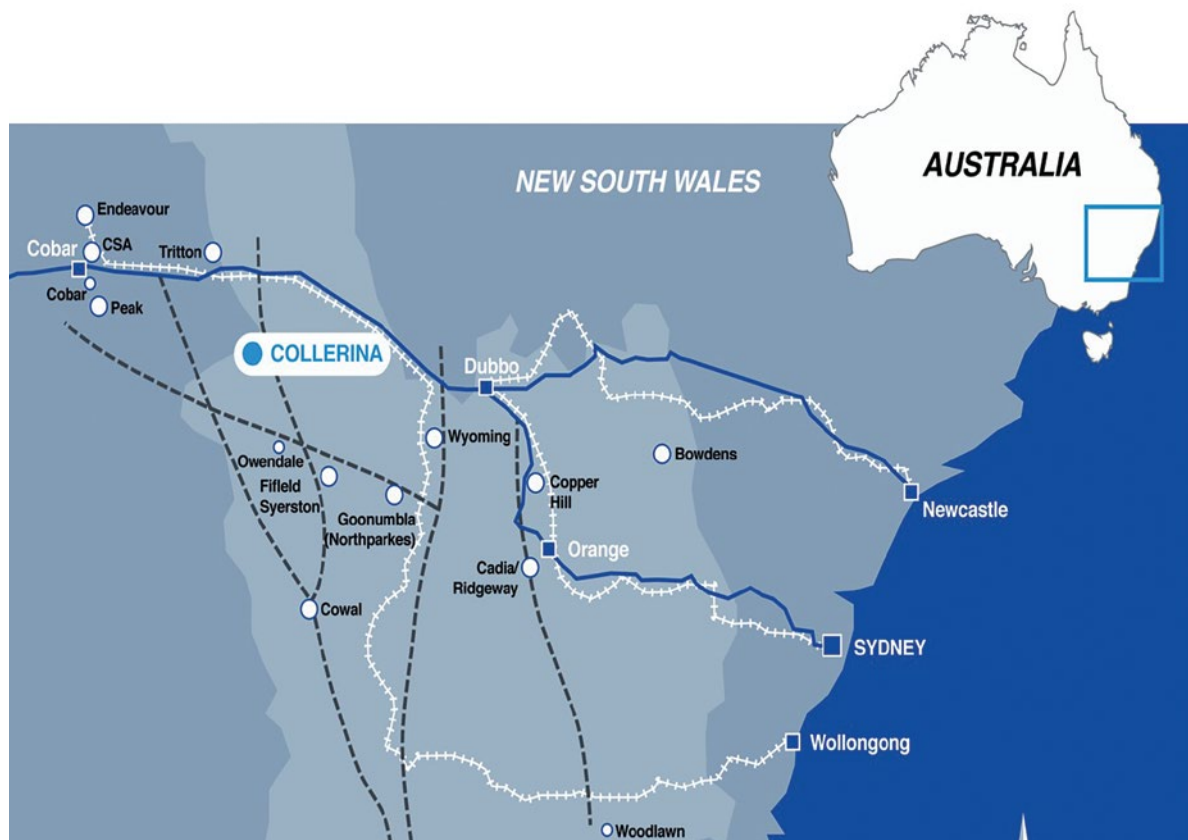 AUSTRALIA
NEW SOUTH WALES
Endeavour
Cobar
CSA
Tritton
Cobar
Peak
COLLERINA
Dubbo
Wyoming
Bowdens
Owendale
Fifleld
Syerston
Goonumbla
(Northparkes)
Copper
Hill
Newcastle
Orange
Cadia/
Ridgeway
Cowal
SYDNEY
Wollongong
Woodlawn